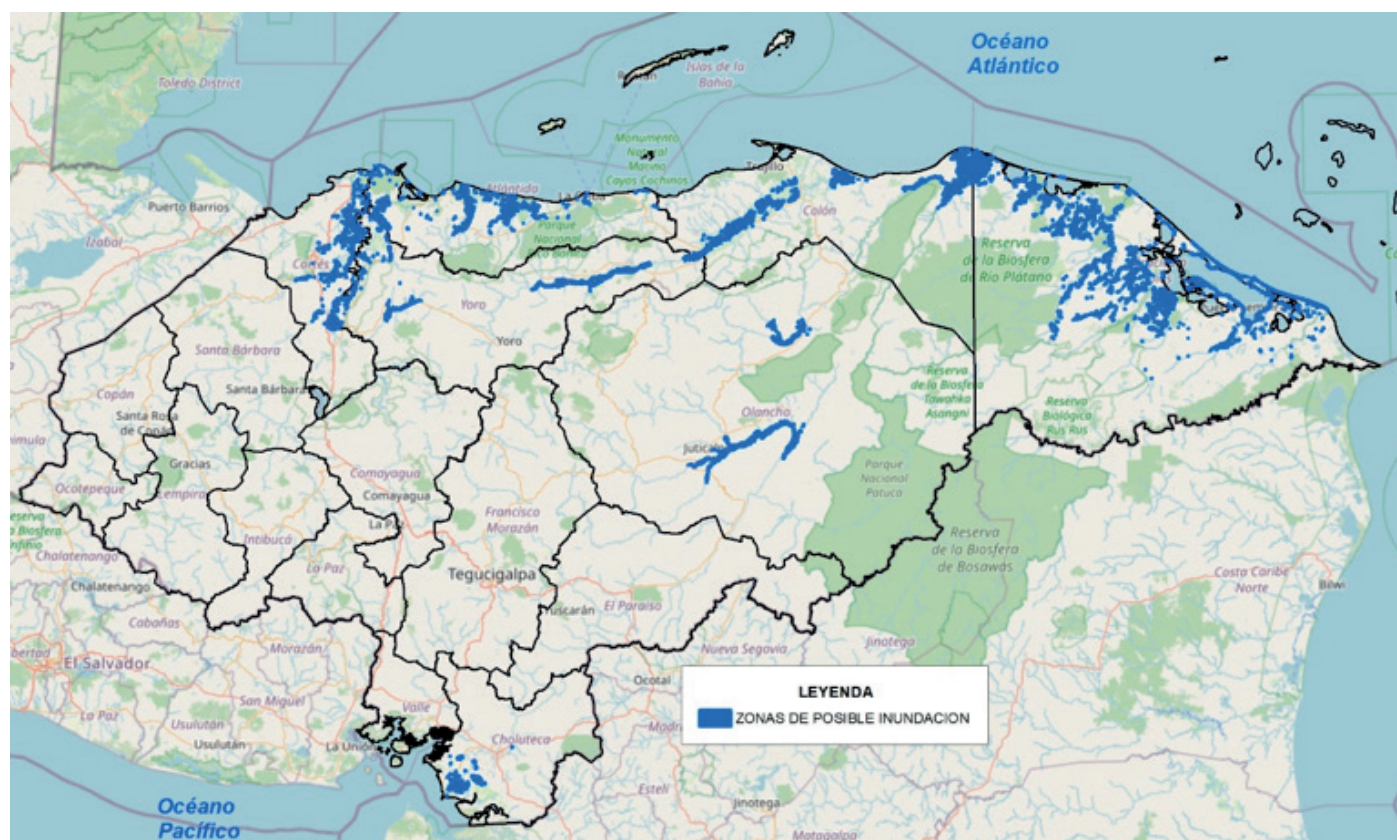 Océano
Atlántico
Toledo District
Islas de la
Bahía
Monumento
Natural
Marino
Cayos Cochinos
Puerto Barrios
Izabal
Atlántida
Colón
Parque
Nacional
Cortés
Reserva
de la Biosfera
de Río Plátano
Yoro
Yoro
Santa Bárbara
Santa Bárbara
Copán
Santa Rosa
de Copán
Gracias
Lempira
Ocotepeque
Intibucá
La Paz
La Paz
Comayagua
Comayagua
Francisco
Morazán
Tegucigalpa
Olancho
Reserva
de la Biosfera
Tawahka
Asangni
Reserva
Biológica
Rus Rus
Parque
Nacional
Patuca
Reserva
de la Biosfera
de Bosawás
Costa Caribe
Norte
Bilwi
Chalatenango
Chalatenango
Cabañas
El Salvador
Morazán
San Miguel
La Paz
Usulután
Usulután
La Unión
Valle
Choluteca
El Paraíso
Nueva Segovia
Jinotega
Ocotal
Estelí
Jinotega
Matagalpa
LEYENDA
ZONAS DE POSIBLE INUNDACION
Océano
Pacífico